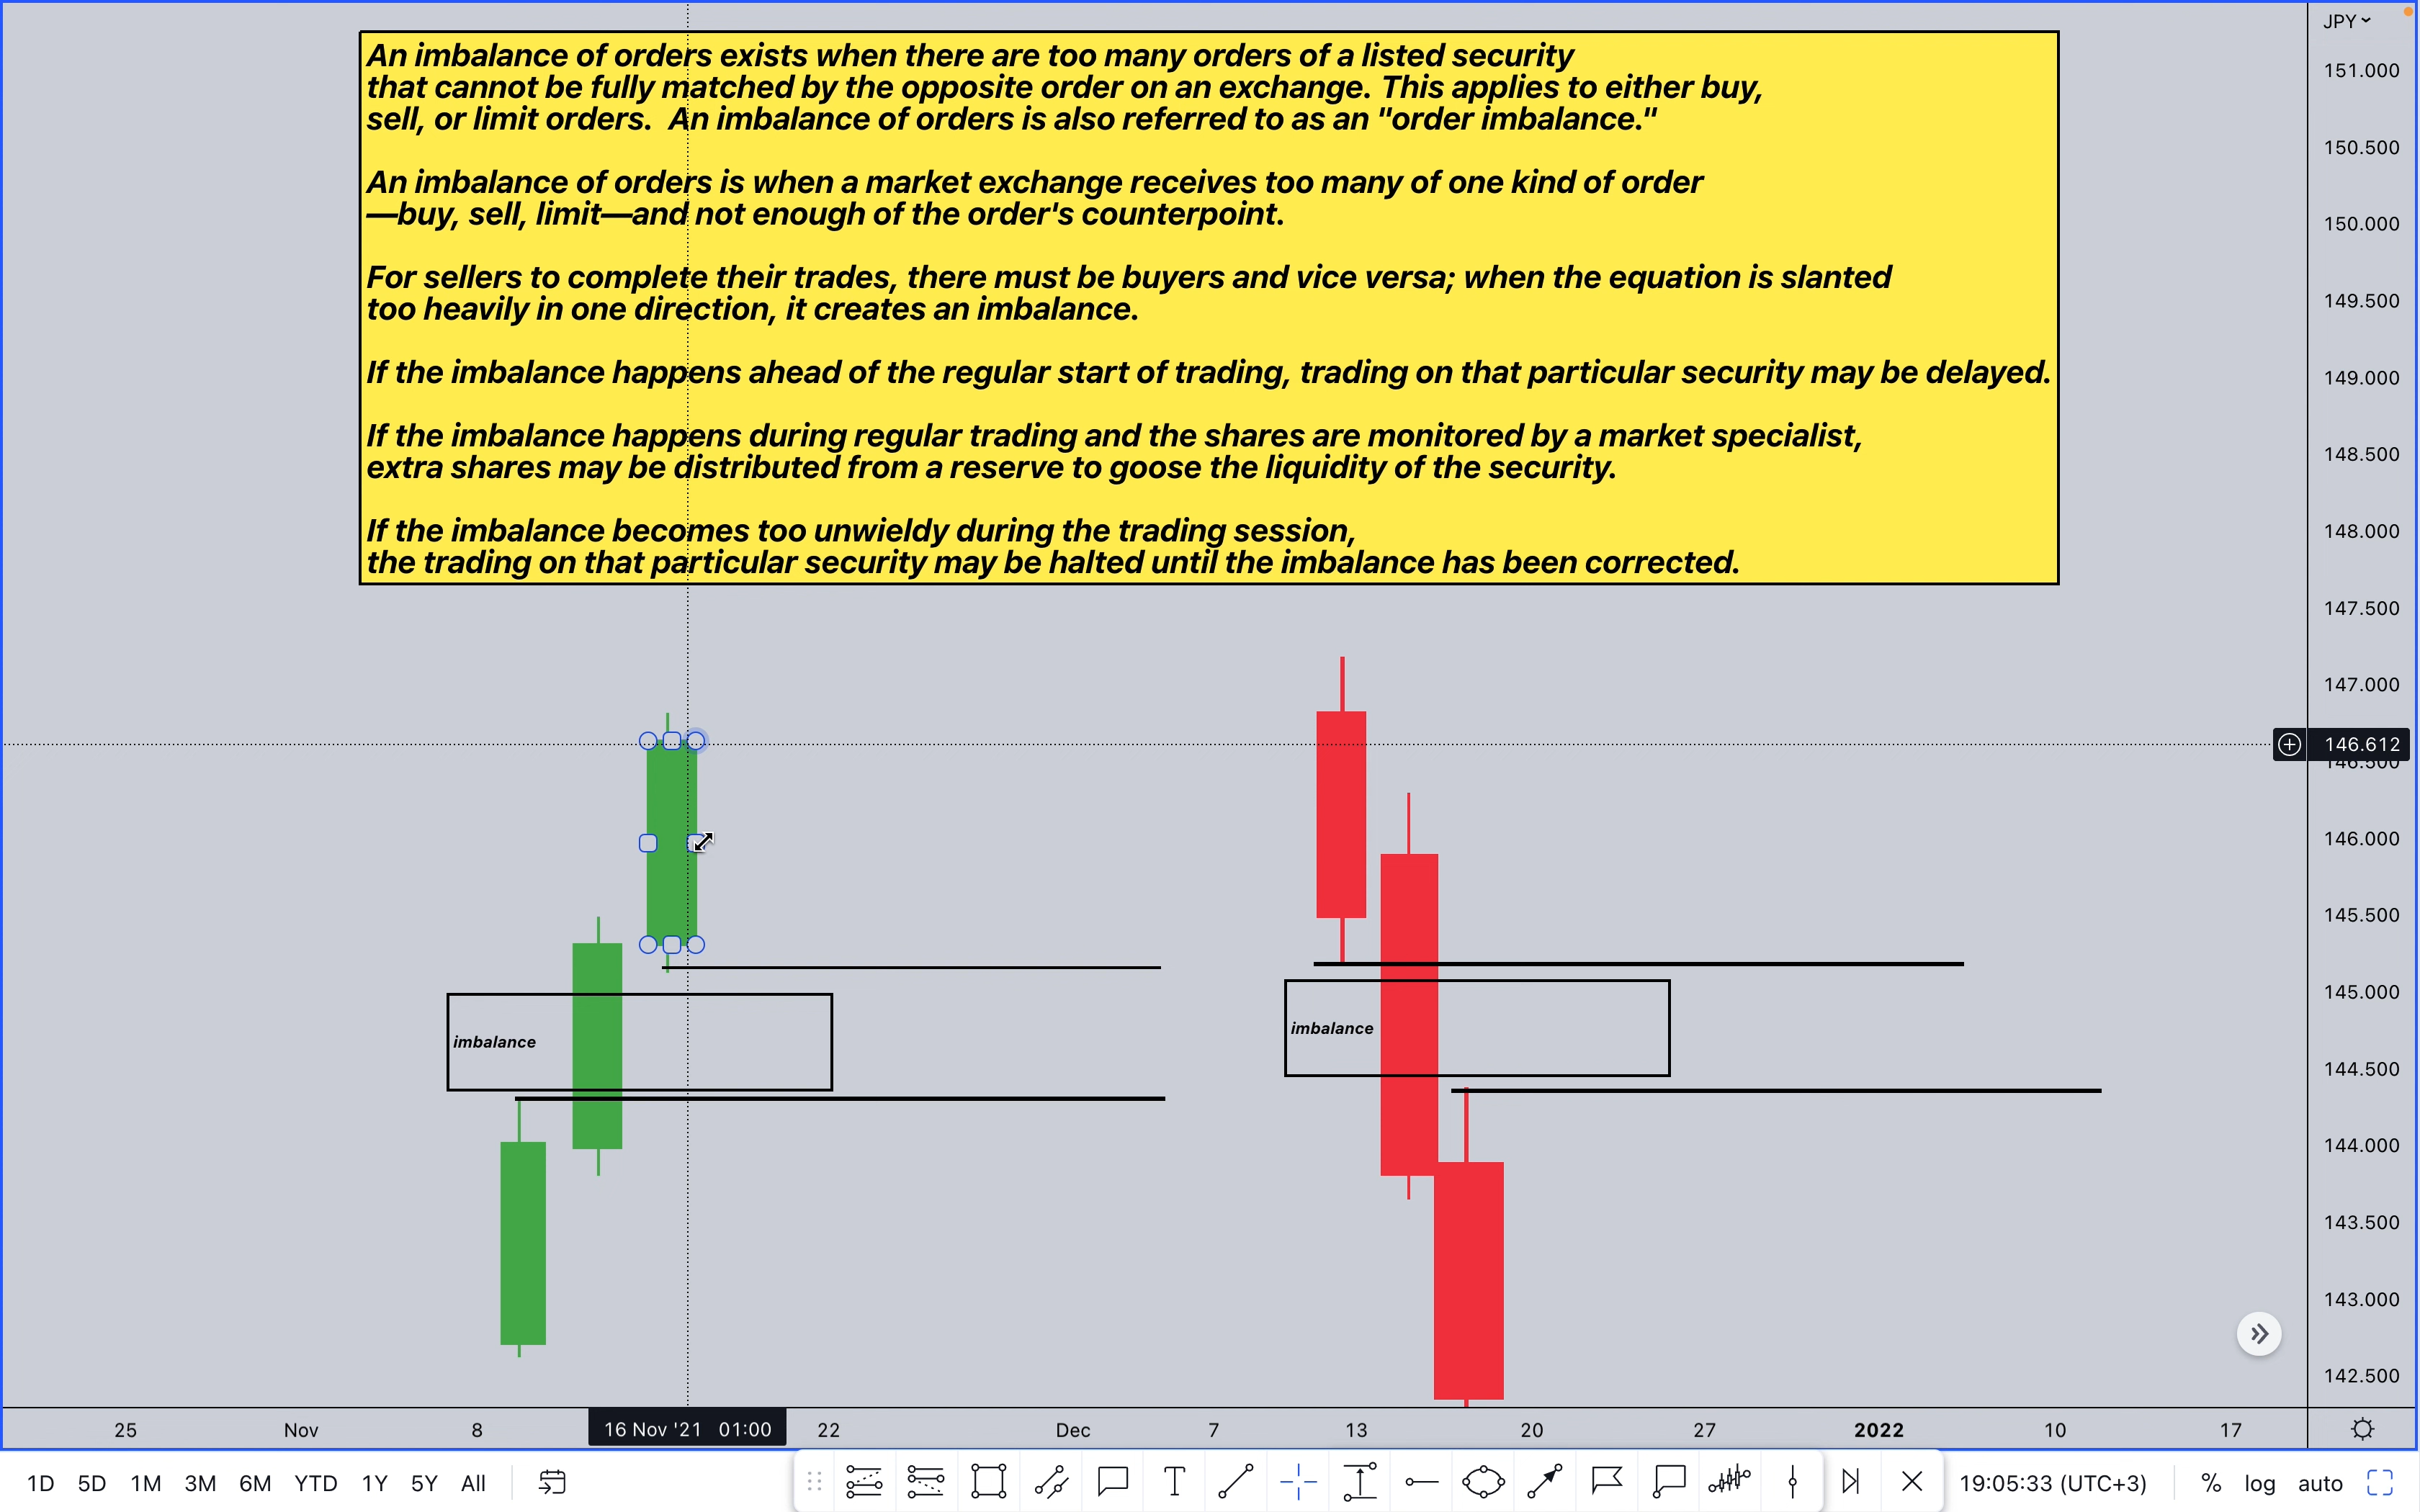 JPY
An imbalance of orders exists when there are too many orders of a listed security
that cannot be fully matched by the opposite order on an exchange. This applies to either buy,
sell, or limit orders.  An imbalance of orders is also referred to as an "order imbalance."
An imbalance of orders is when a market exchange receives too many of one kind of order
—buy, sell, limit—and not enough of the order's counterpoint.
For sellers to complete their trades, there must be buyers and vice versa; when the equation is slanted
too heavily in one direction, it creates an imbalance.
If the imbalance happens ahead of the regular start of trading, trading on that particular security may be delayed.
If the imbalance happens during regular trading and the shares are monitored by a market specialist,
extra shares may be distributed from a reserve to goose the liquidity of the security.
If the imbalance becomes too unwieldy during the trading session,
the trading on that particular security may be halted until the imbalance has been corrected.
151.000
150.500
150.000
149.500
149.000
148.500
148.000
147.500
147.000
146.612
146.500
146.000
145.500
145.000
144.500
144.000
143.500
143.000
142.500
imbalance
imbalance
25 Nov 8 16 Nov '21 01:00 22 Dec 7 13 20 27 2022 10 17
1D 5D 1M 3M 6M YTD 1Y 5Y All T 19:05:33 (UTC+3) % log auto